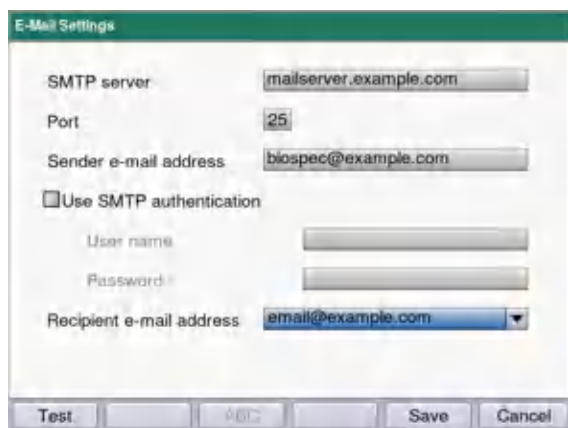 E-Mail Settings
SMTP server mailserver.example.com
Port 25
Sender e-mail address biospec@example.com
Use SMTP authentication
User name
Password
Recipient e-mail address email@example.com
Test ABC Save Cancel